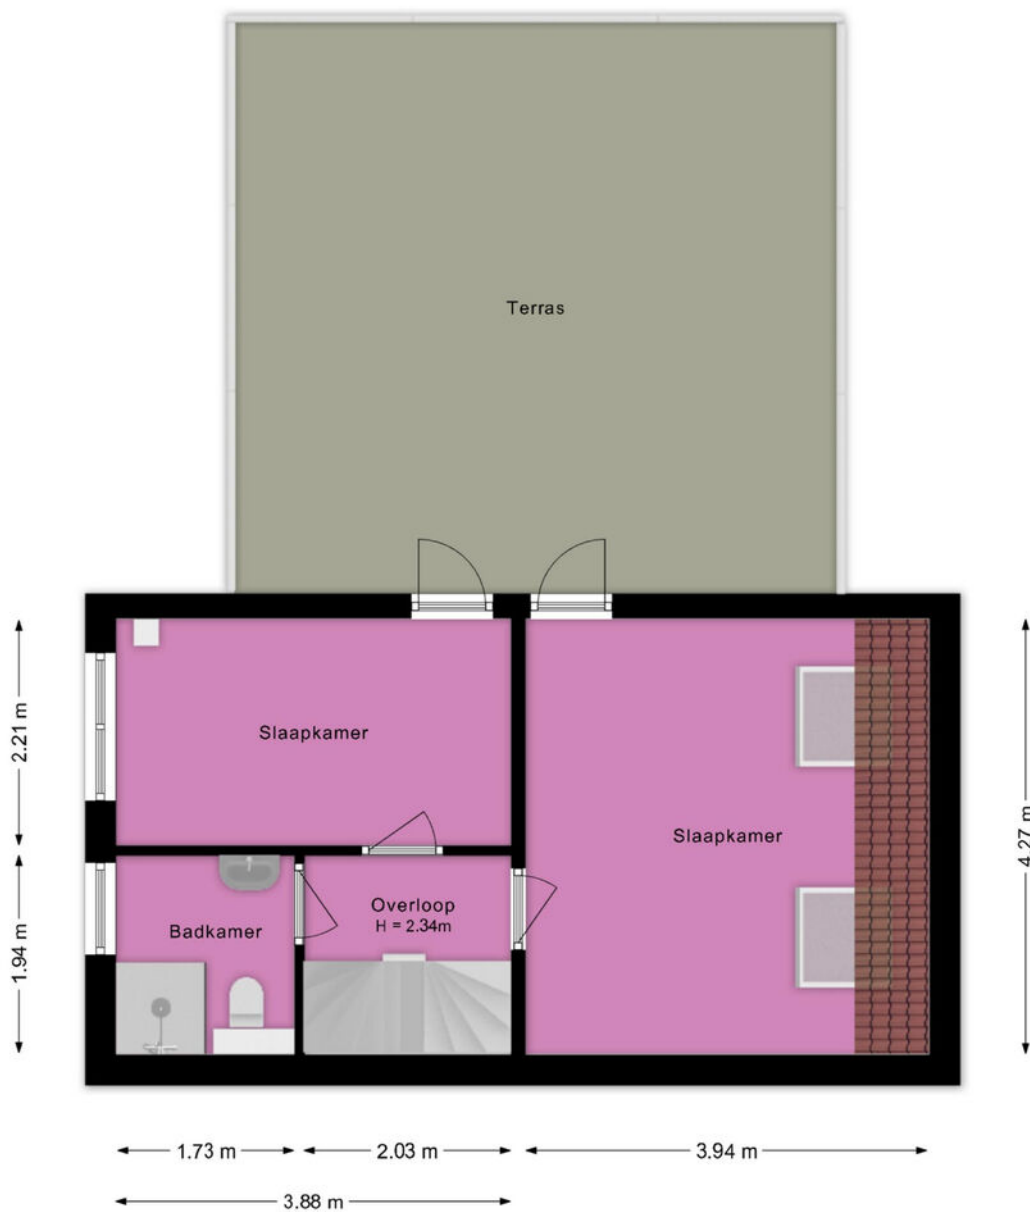 Terras
Slaapkamer
Slaapkamer
Overloop
H = 2.34m
Badkamer
2.21 m
1.94 m
4.27 m
1.73 m
2.03 m
3.94 m
3.88 m